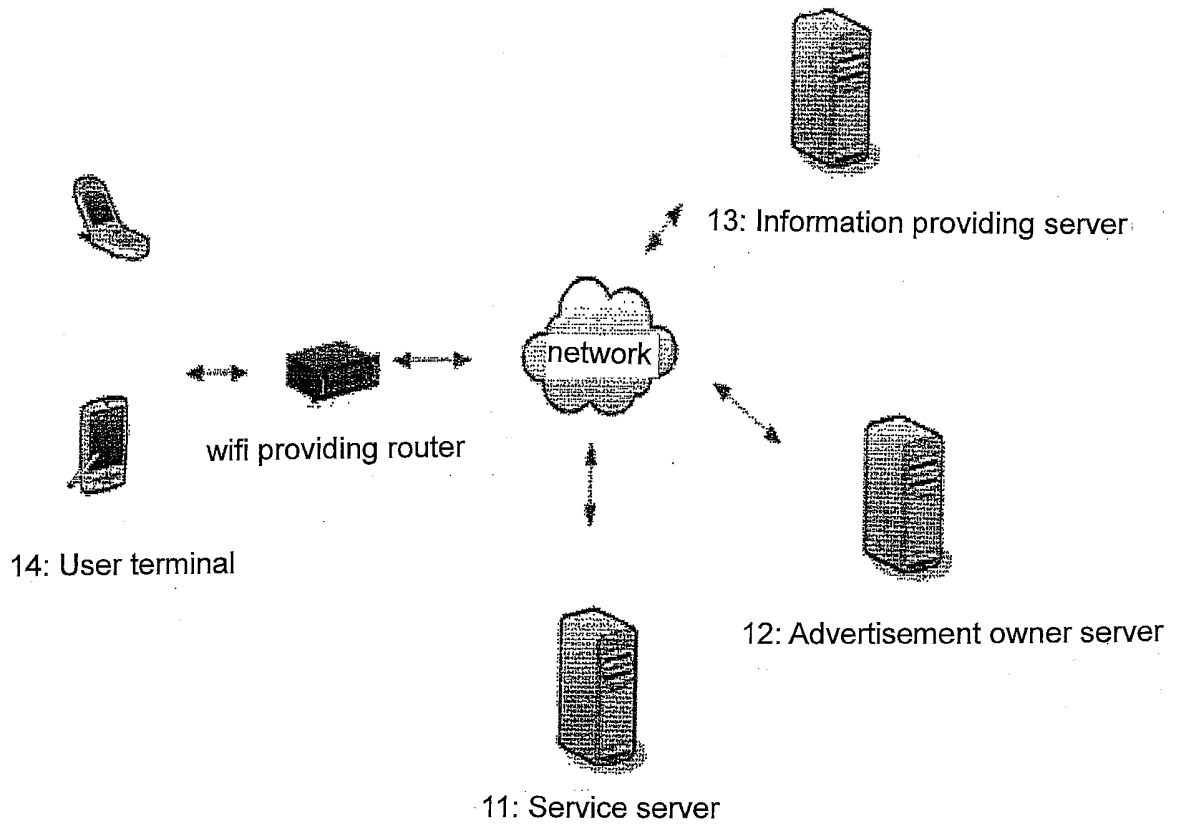 13: Information providing server
network
wifi providing router
14: User terminal
12: Advertisement owner server
11: Service server